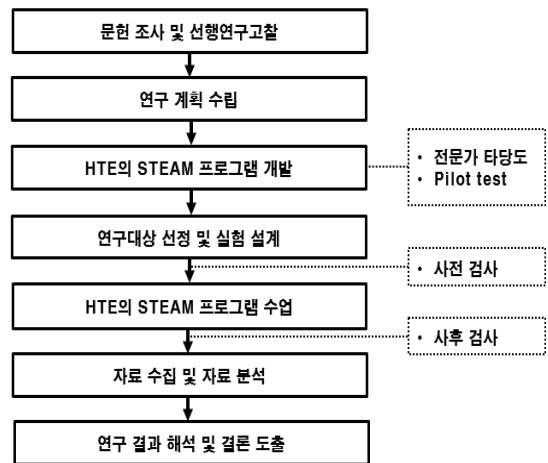 문헌 조사 및 선행연구고찰
연구 계획 수립
HTE의 STEAM 프로그램 개발
• 전문가 타당도
• Pilot test
연구대상 선정 및 실험 설계
• 사전 검사
HTE의 STEAM 프로그램 수업
• 사후 검사
자료 수집 및 자료 분석
연구 결과 해석 및 결론 도출